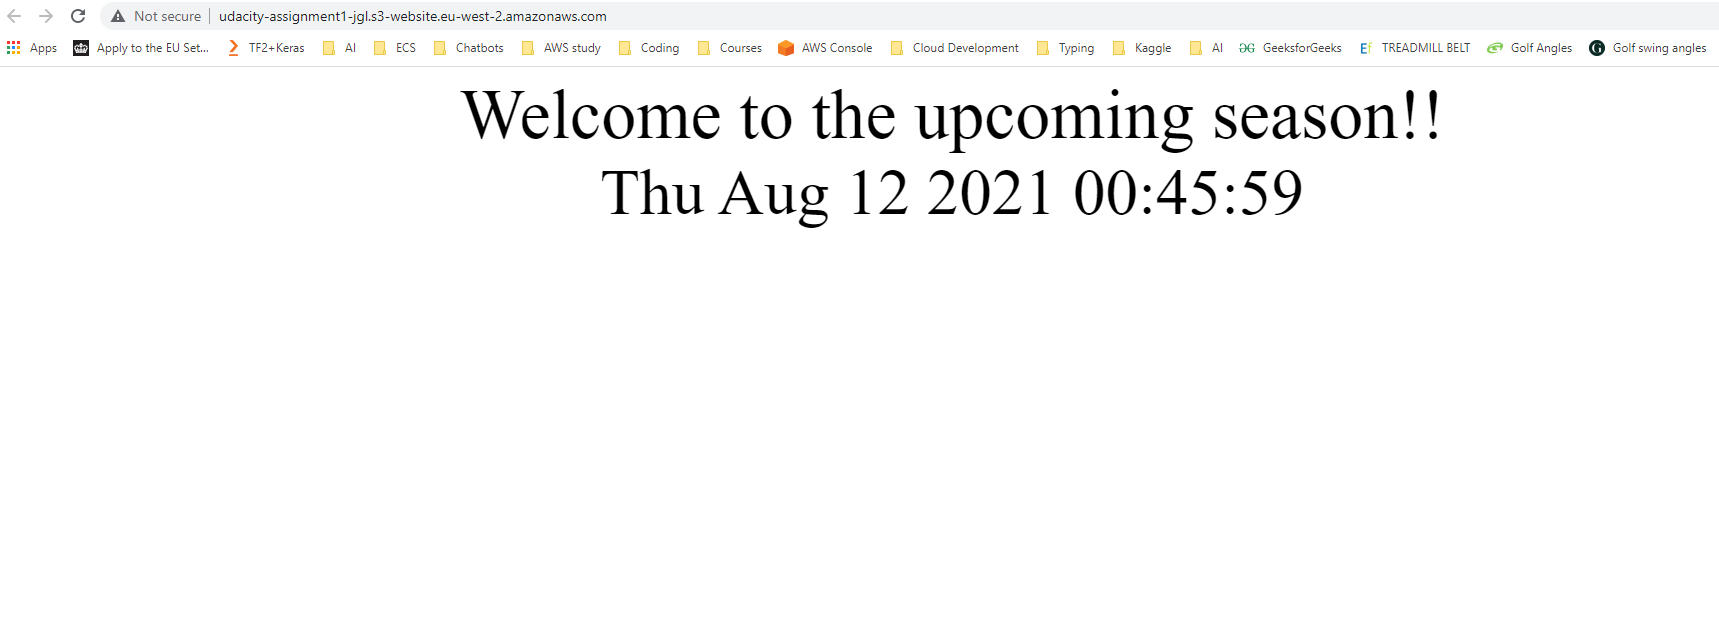 Not secure udacity-assignment1-jgl.s3-website.eu-west-2.amazonaws.com
Apps Apply to the EU Set... TF2+Keras AI ECS Chatbots AWS study Coding Courses AWS Console Cloud Development Typing Kaggle AI GeeksforGeeks TREADMILL BELT Golf Angles Golf swing angles
Welcome to the upcoming season!!
Thu Aug 12 2021 00:45:59